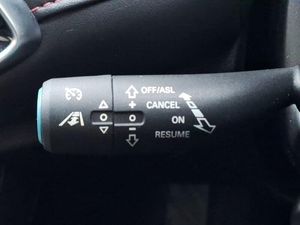 OFF/ASL
+ CANCEL
ON
− RESUME